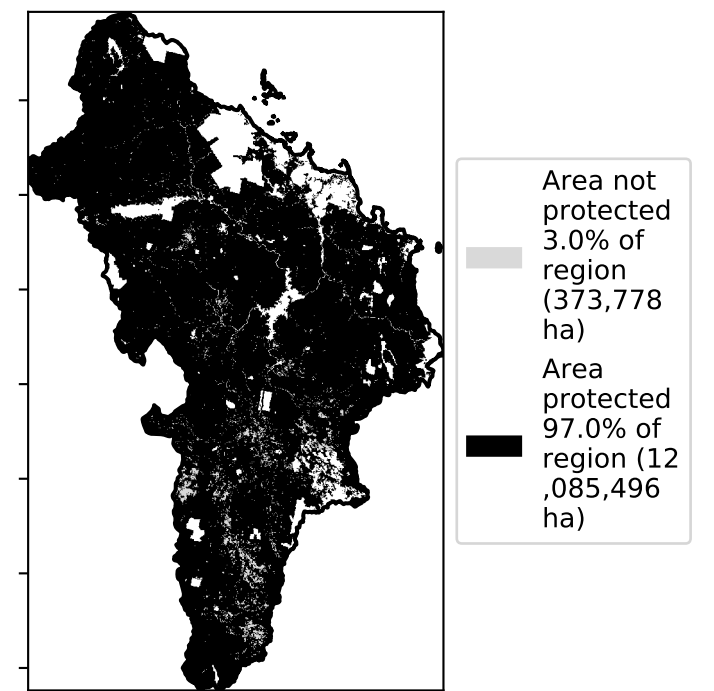 Area not
protected
3.0% of
region
(373,778
ha)
Area
protected
97.0% of
region (12
,085,496
ha)